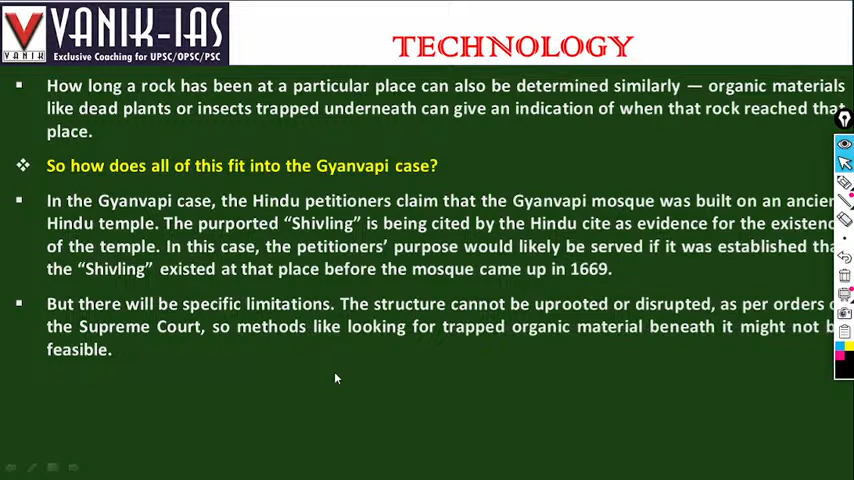 VANIK-IAS
VANIK
Exclusive Coaching for UPSC/OPSC/PSC
TECHNOLOGY
How long a rock has been at a particular place can also be determined similarly — organic materials
like dead plants or insects trapped underneath can give an indication of when that rock reached that
place.
So how does all of this fit into the Gyanvapi case?
In the Gyanvapi case, the Hindu petitioners claim that the Gyanvapi mosque was built on an ancien
Hindu temple. The purported “Shivling” is being cited by the Hindu cite as evidence for the existenc
of the temple. In this case, the petitioners’ purpose would likely be served if it was established tha
the “Shivling” existed at that place before the mosque came up in 1669.
But there will be specific limitations. The structure cannot be uprooted or disrupted, as per orders o
the Supreme Court, so methods like looking for trapped organic material beneath it might not b
feasible.